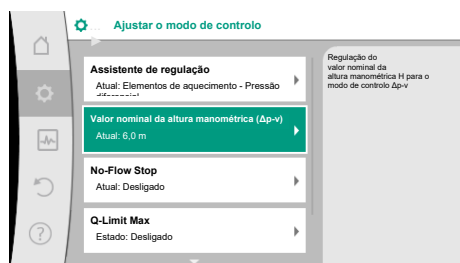 Ajustar o modo de controlo
Assistente de regulação
Atual: Elementos de aquecimento - Pressão
diferencial
Valor nominal da altura manométrica (Δp-v)
Atual: 6,0 m
No-Flow Stop
Atual: Desligado
Q-Limit Max
Estado: Desligado
Regulação do
valor nominal da
altura manométrica H para o
modo de controlo Δp-v
?